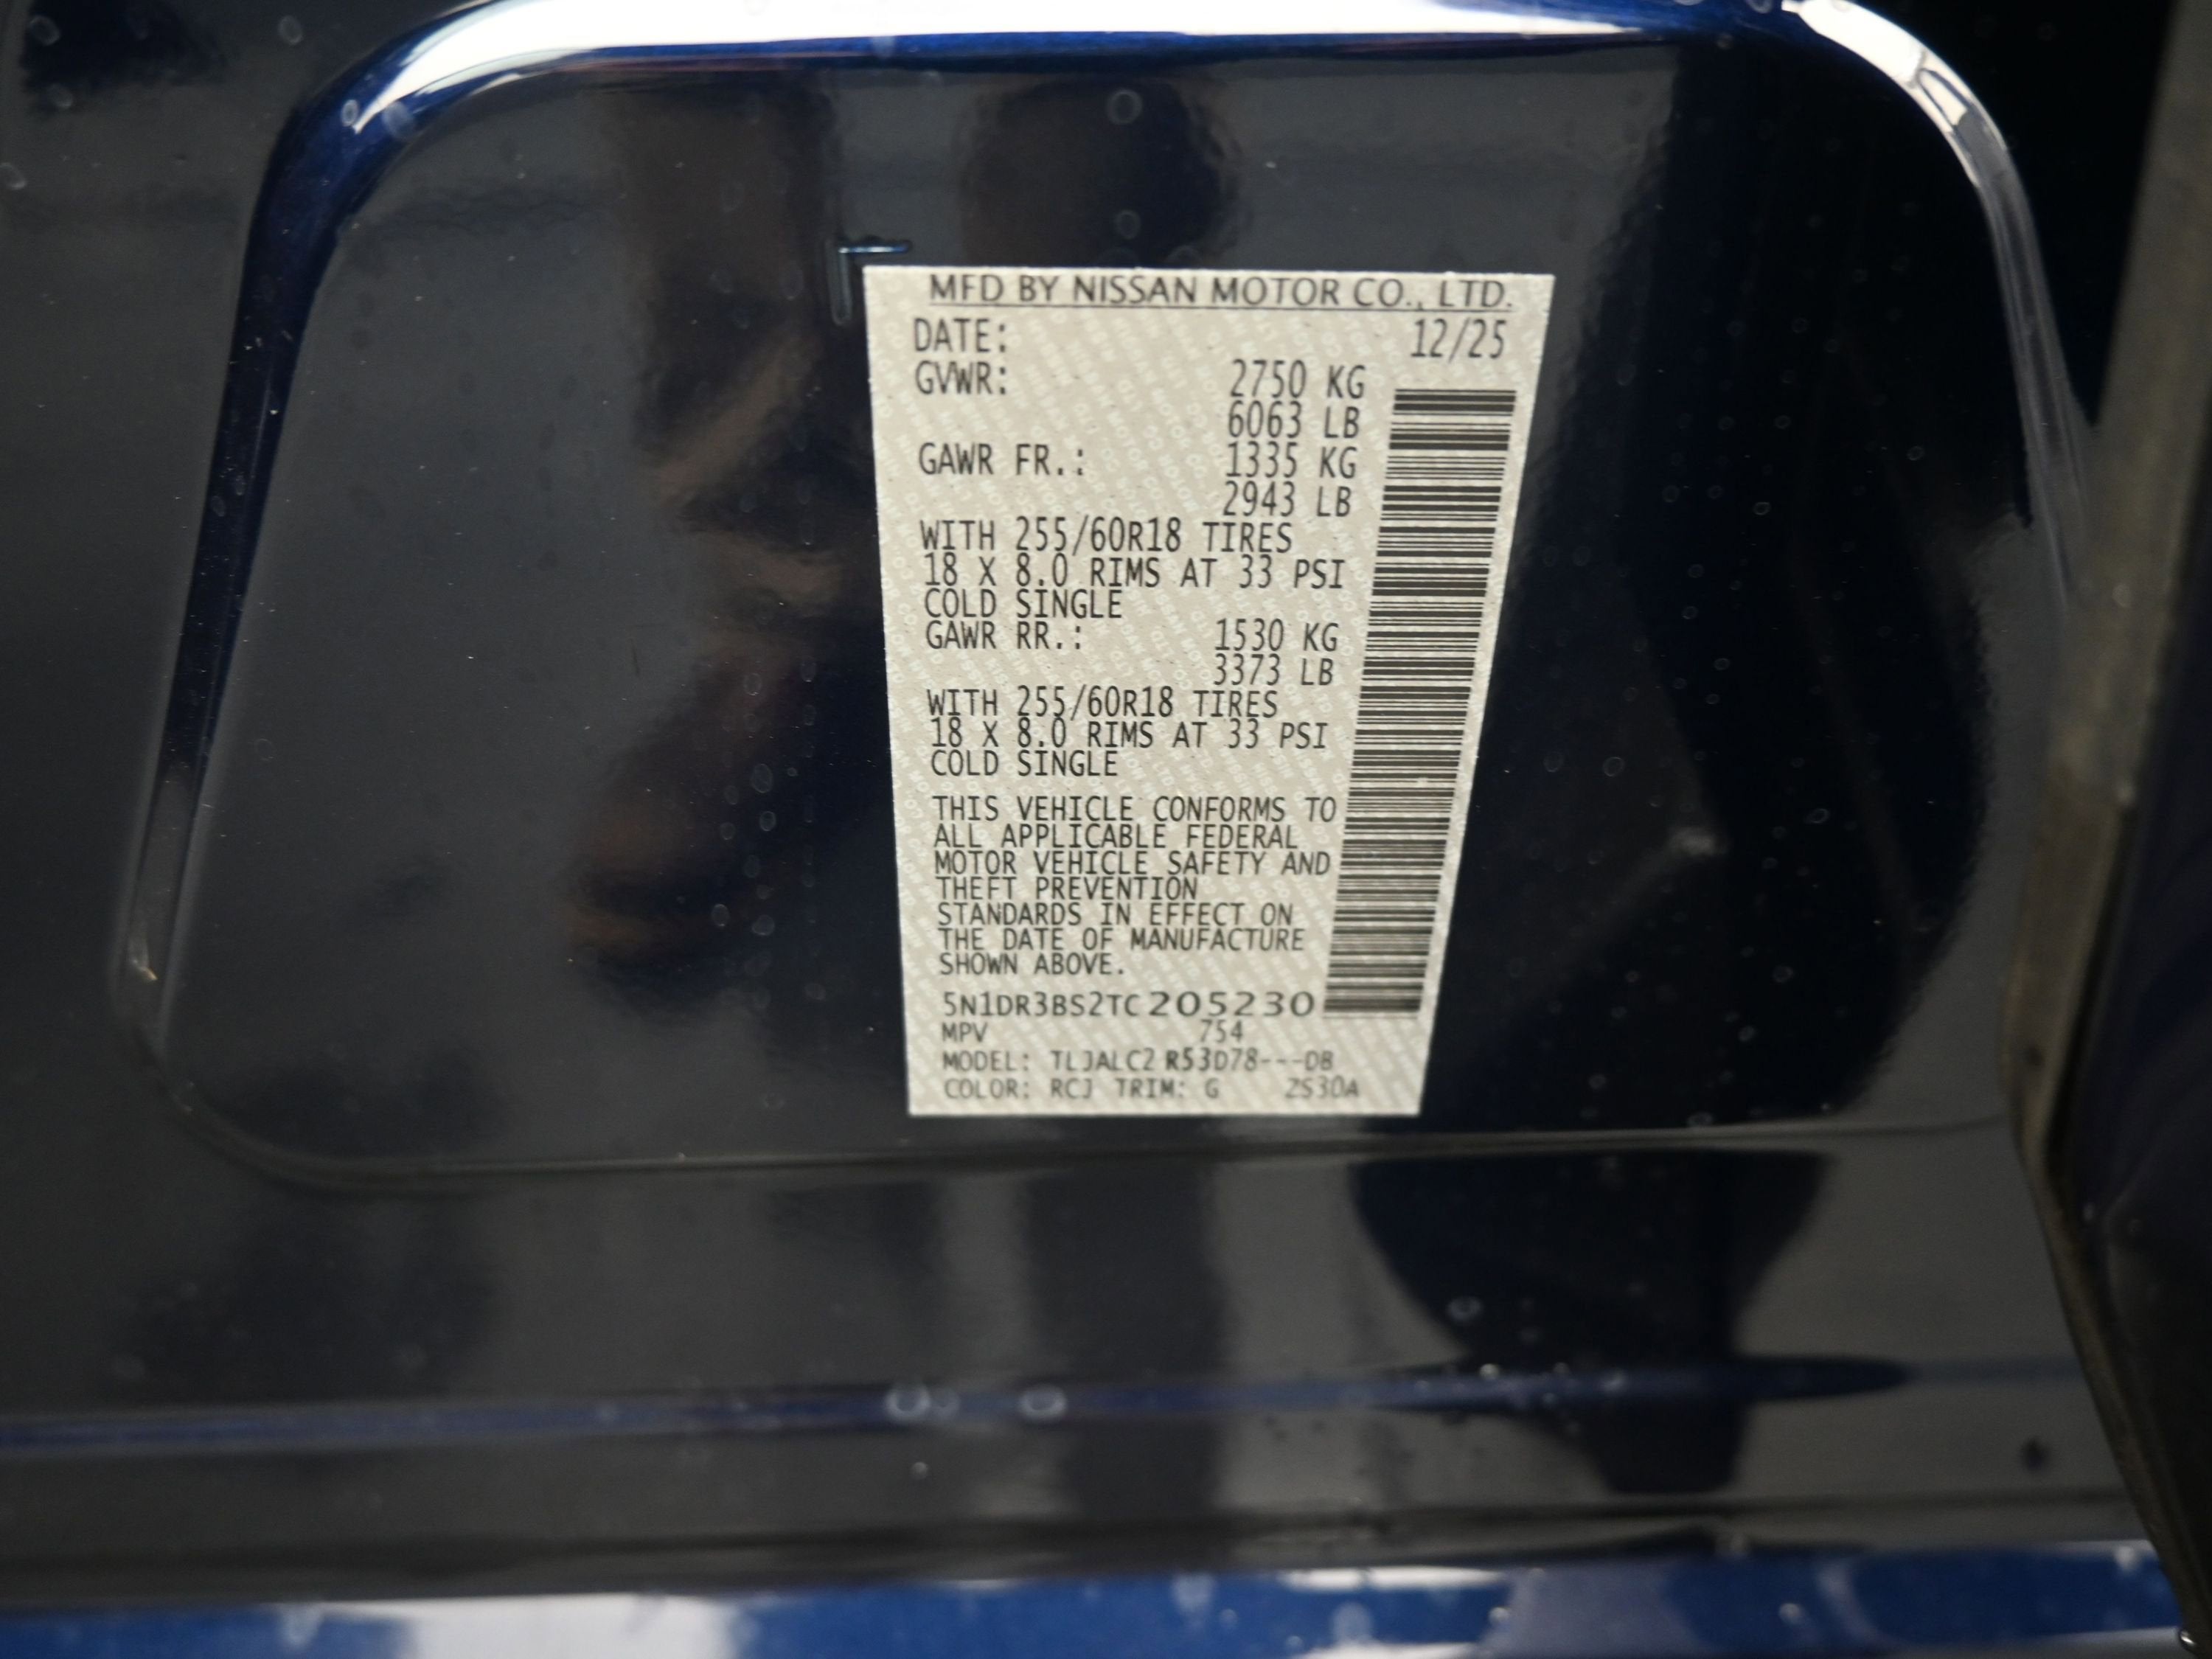 MFD BY NISSAN MOTOR CO., LTD.
DATE: 12/25
GVWR: 2750 KG
6063 LB
GAWR FR.: 1335 KG
2943 LB
WITH 255/60R18 TIRES
18 X 8.0 RIMS AT 33 PSI
COLD SINGLE
GAWR RR.: 1530 KG
3373 LB
WITH 255/60R18 TIRES
18 X 8.0 RIMS AT 33 PSI
COLD SINGLE
THIS VEHICLE CONFORMS TO
ALL APPLICABLE FEDERAL
MOTOR VEHICLE SAFETY AND
THEFT PREVENTION
STANDARDS IN EFFECT ON
THE DATE OF MANUFACTURE
SHOWN ABOVE.
5N1DR3BS2TC205230
MPV 754
MODEL: TLJALC2 R53D78---DB
COLOR: RCJ TRIM: G 2S30A